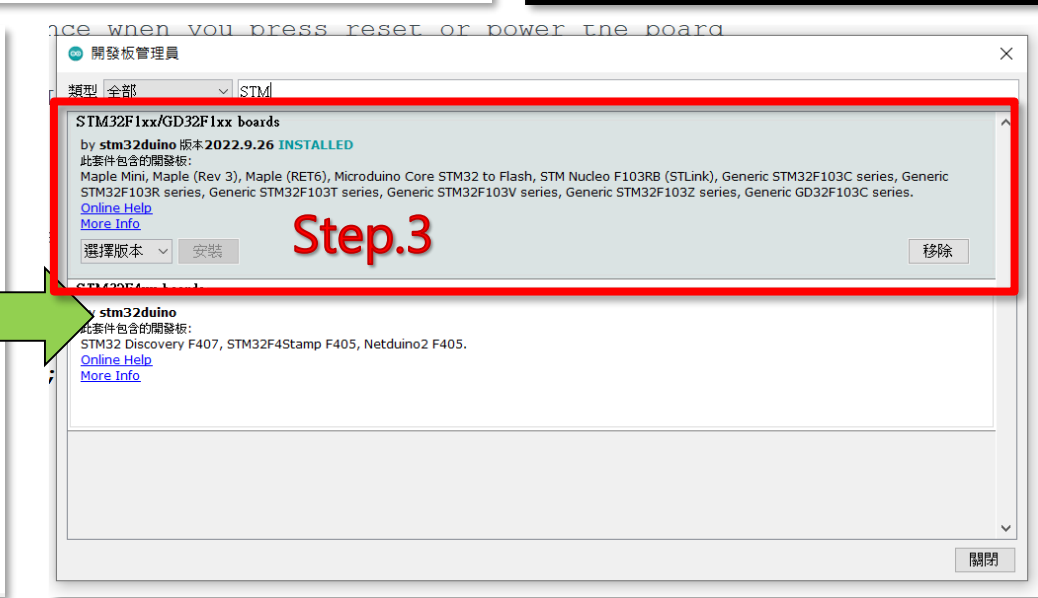 nce when you press reset or power the board
開發板管理員
類型 全部 STM
STM32F1xx/GD32F1xx boards
by stm32duino 版本2022.9.26 INSTALLED
此套件包含的開發板:
Maple Mini, Maple (Rev 3), Maple (RET6), Microduino Core STM32 to Flash, STM Nucleo F103RB (STLink), Generic STM32F103C series, Generic
STM32F103R series, Generic STM32F103T series, Generic STM32F103V series, Generic STM32F103Z series, Generic GD32F103C series.
Online Help
More Info
Step.3
選擇版本 安裝 移除
STM32F4xx boards
stm32duino
此套件包含的開發板:
STM32 Discovery F407, STM32F4Stamp F405, Netduino2 F405.
Online Help
More Info
;
關閉